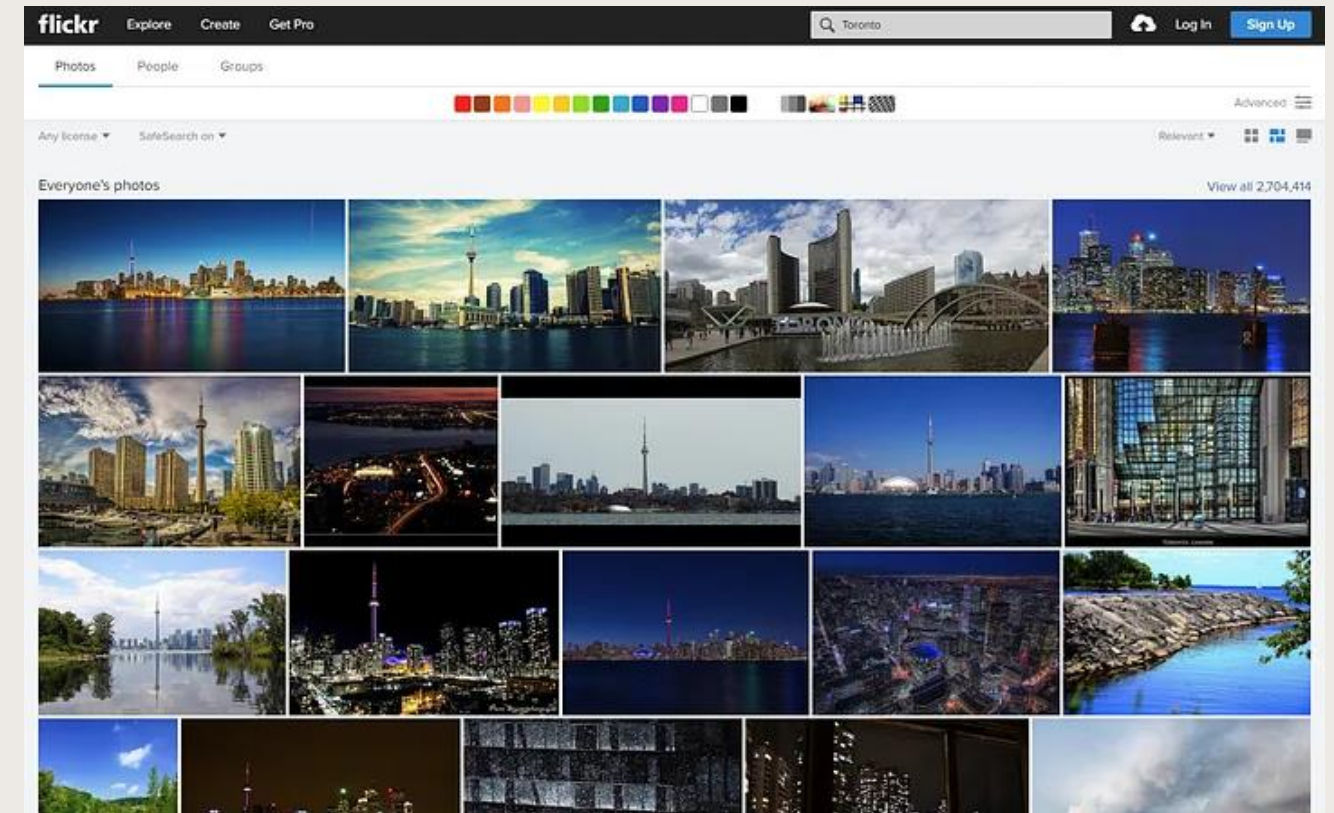 flickr Explore Create Get Pro Toronto Log In Sign Up
Photos People Groups
Advanced
Any license SafeSearch on Relevant
Everyone's photos View all 2,704,414
TORONTO